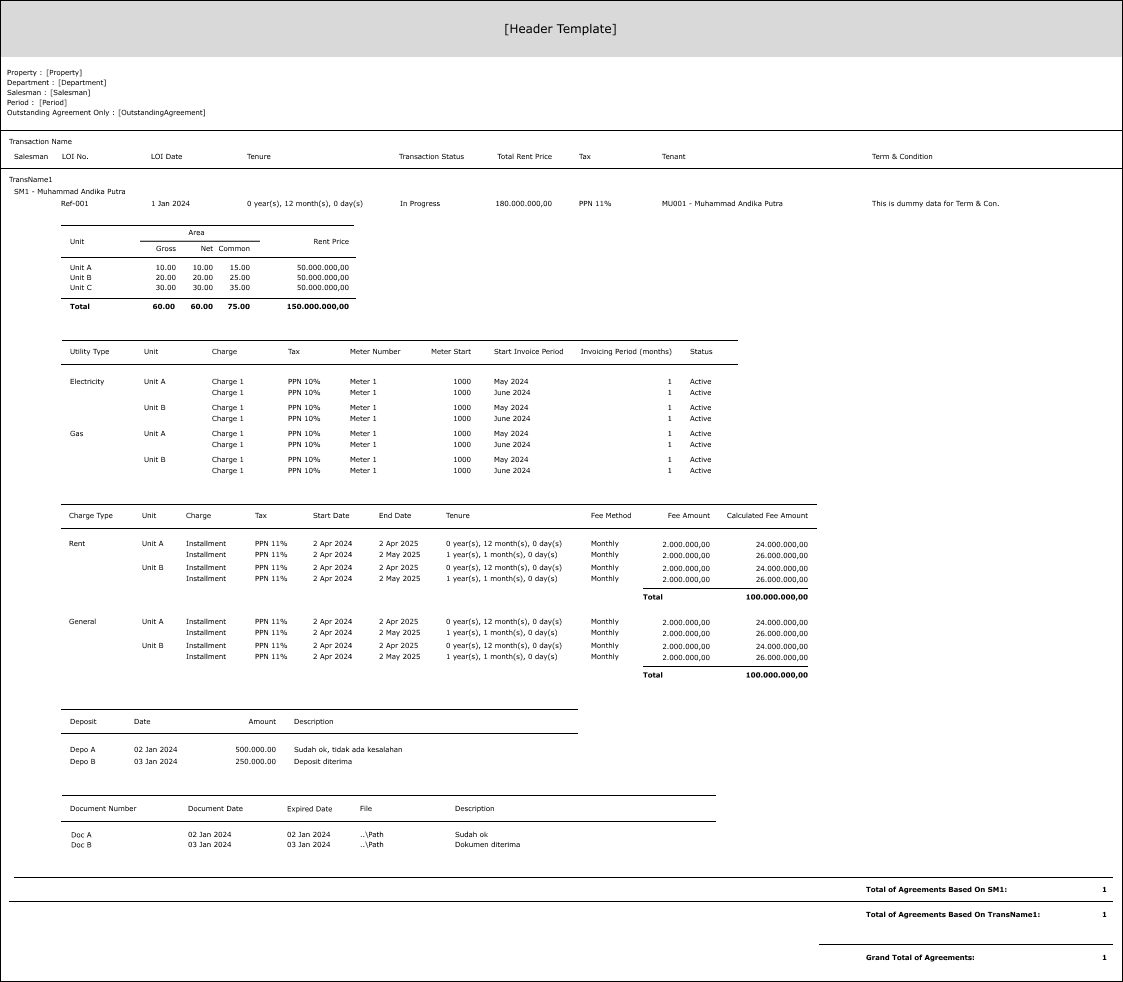 [Header Template]
Property : [Property]
Department : [Department]
Salesman : [Salesman]
Period : [Period]
Outstanding Agreement Only : [OutstandingAgreement]
Transaction Name
Salesman LOI No. LOI Date Tenure Transaction Status Total Rent Price Tax Tenant Term & Condition
TransName1
SM1 - Muhammad Andika Putra
Ref-001 1 Jan 2024 0 year(s), 12 month(s), 0 day(s) In Progress 180.000.000,00 PPN 11% MU001 - Muhammad Andika Putra This is dummy data for Term & Con.
Area
Unit Rent Price
Gross Net Common
Unit A 10.00 10.00 15.00 50.000.000,00
Unit B 20.00 20.00 25.00 50.000.000,00
Unit C 30.00 30.00 35.00 50.000.000,00
Total 60.00 60.00 75.00 150.000.000,00
Utility Type Unit Charge Tax Meter Number Meter Start Start Invoice Period Invoicing Period (months) Status
Electricity Unit A Charge 1 PPN 10% Meter 1 1000 May 2024 1 Active
Charge 1 PPN 10% Meter 1 1000 June 2024 1 Active
Unit B Charge 1 PPN 10% Meter 1 1000 May 2024 1 Active
Charge 1 PPN 10% Meter 1 1000 June 2024 1 Active
Gas Unit A Charge 1 PPN 10% Meter 1 1000 May 2024 1 Active
Charge 1 PPN 10% Meter 1 1000 June 2024 1 Active
Unit B Charge 1 PPN 10% Meter 1 1000 May 2024 1 Active
Charge 1 PPN 10% Meter 1 1000 June 2024 1 Active
Charge Type Unit Charge Tax Start Date End Date Tenure Fee Method Fee Amount Calculated Fee Amount
Rent Unit A Installment PPN 11% 2 Apr 2024 2 Apr 2025 0 year(s), 12 month(s), 0 day(s) Monthly 2.000.000,00 24.000.000,00
Installment PPN 11% 2 Apr 2024 2 May 2025 1 year(s), 1 month(s), 0 day(s) Monthly 2.000.000,00 26.000.000,00
Unit B Installment PPN 11% 2 Apr 2024 2 Apr 2025 0 year(s), 12 month(s), 0 day(s) Monthly 2.000.000,00 24.000.000,00
Installment PPN 11% 2 Apr 2024 2 May 2025 1 year(s), 1 month(s), 0 day(s) Monthly 2.000.000,00 26.000.000,00
Total 100.000.000,00
General Unit A Installment PPN 11% 2 Apr 2024 2 Apr 2025 0 year(s), 12 month(s), 0 day(s) Monthly 2.000.000,00 24.000.000,00
Installment PPN 11% 2 Apr 2024 2 May 2025 1 year(s), 1 month(s), 0 day(s) Monthly 2.000.000,00 26.000.000,00
Unit B Installment PPN 11% 2 Apr 2024 2 Apr 2025 0 year(s), 12 month(s), 0 day(s) Monthly 2.000.000,00 24.000.000,00
Installment PPN 11% 2 Apr 2024 2 May 2025 1 year(s), 1 month(s), 0 day(s) Monthly 2.000.000,00 26.000.000,00
Total 100.000.000,00
Deposit Date Amount Description
Depo A 02 Jan 2024 500.000.00 Sudah ok, tidak ada kesalahan
Depo B 03 Jan 2024 250.000.00 Deposit diterima
Document Number Document Date Expired Date File Description
Doc A 02 Jan 2024 02 Jan 2024 ..\Path Sudah ok
Doc B 03 Jan 2024 03 Jan 2024 ..\Path Dokumen diterima
Total of Agreements Based On SM1: 1
Total of Agreements Based On TransName1: 1
Grand Total of Agreements: 1